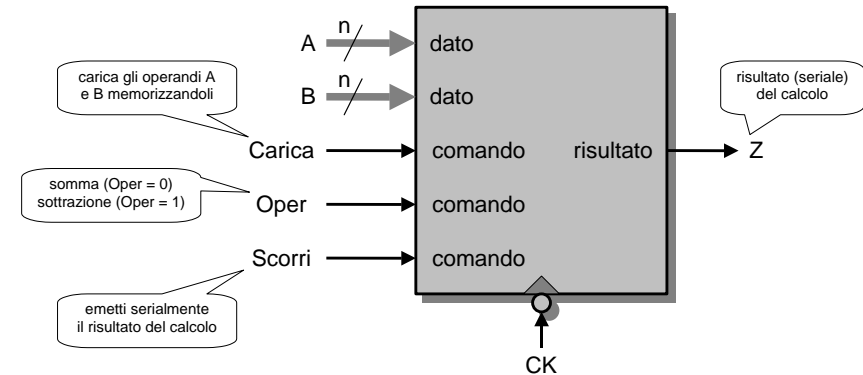 n
A
dato
carica gli operandi A
e B memorizzandoli
n
B
dato
risultato (seriale)
del calcolo
Carica
comando
risultato
Z
somma (Oper = 0)
sottrazione (Oper = 1)
Oper
comando
Scorri
comando
emetti serialmente
il risultato del calcolo
CK